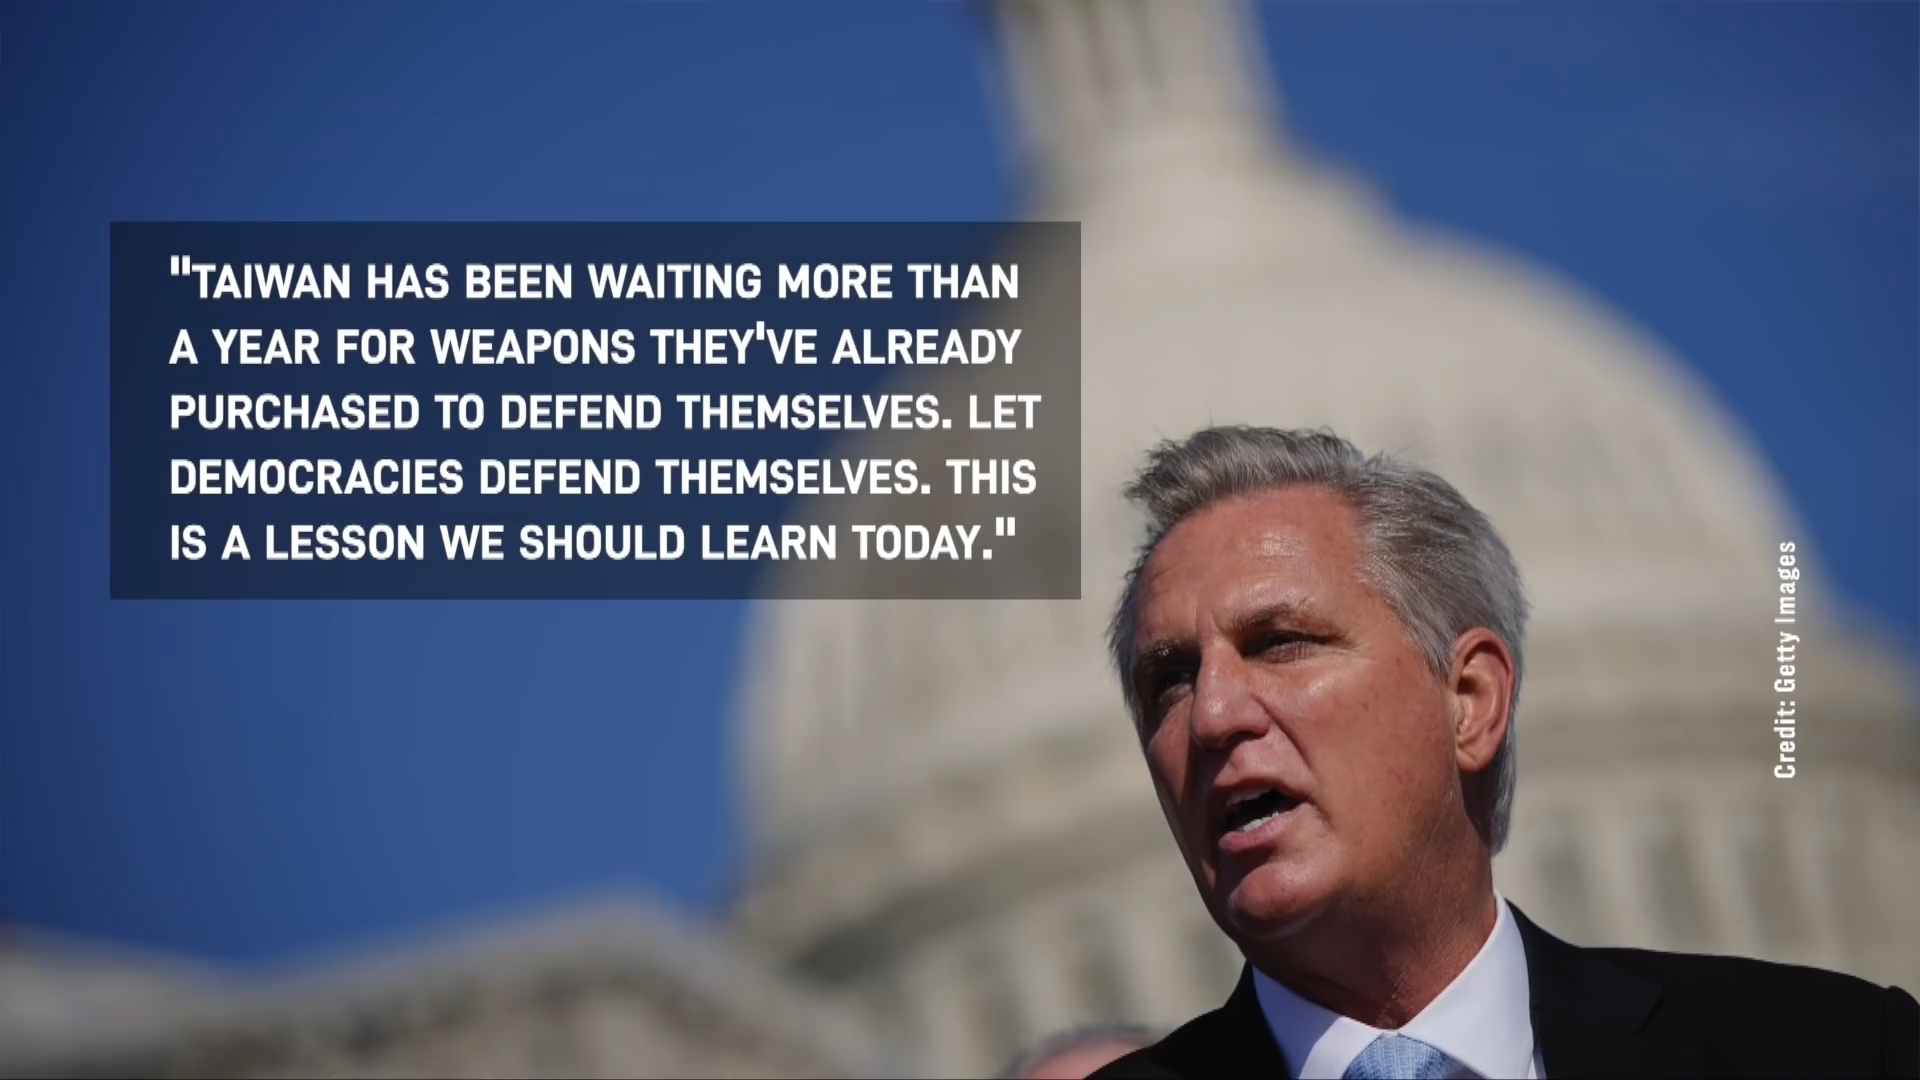 "TAIWAN HAS BEEN WAITING MORE THAN
A YEAR FOR WEAPONS THEY'VE ALREADY
PURCHASED TO DEFEND THEMSELVES. LET
DEMOCRACIES DEFEND THEMSELVES. THIS
IS A LESSON WE SHOULD LEARN TODAY."
Credit: Getty Images